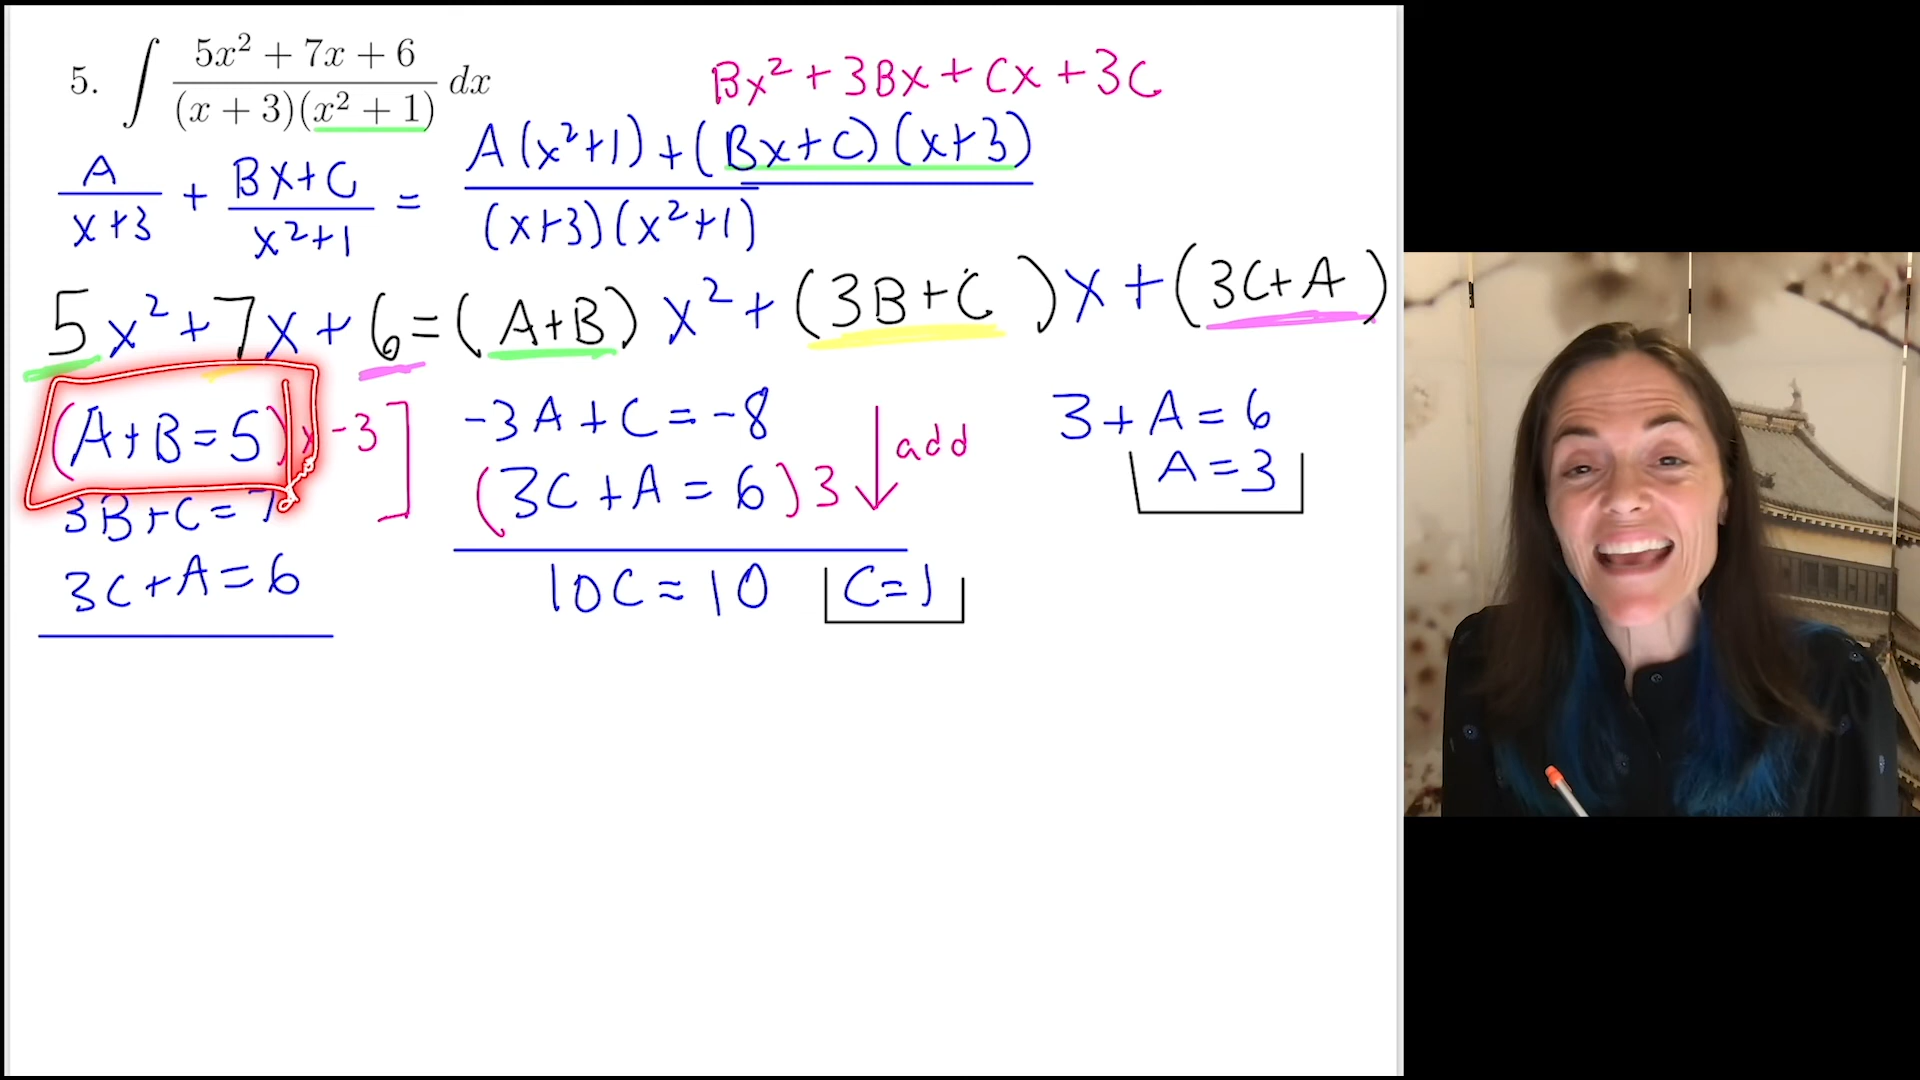 5. ∫ (5x² + 7x + 6) / ((x + 3)(x² + 1)) dx
Bx² + 3Bx + Cx + 3C
A/(x+3) + (Bx+C)/(x²+1) = (A(x²+1) + (Bx+C)(x+3)) / ((x+3)(x²+1))
5x² + 7x + 6 = (A+B)x² + (3B+C)x + (3C+A)
(A+B=5)x -3
3B+C=7
3C+A=6
-3A+C=-8
(3C+A=6)3
add
10C=10
C=1
3+A=6
A=3